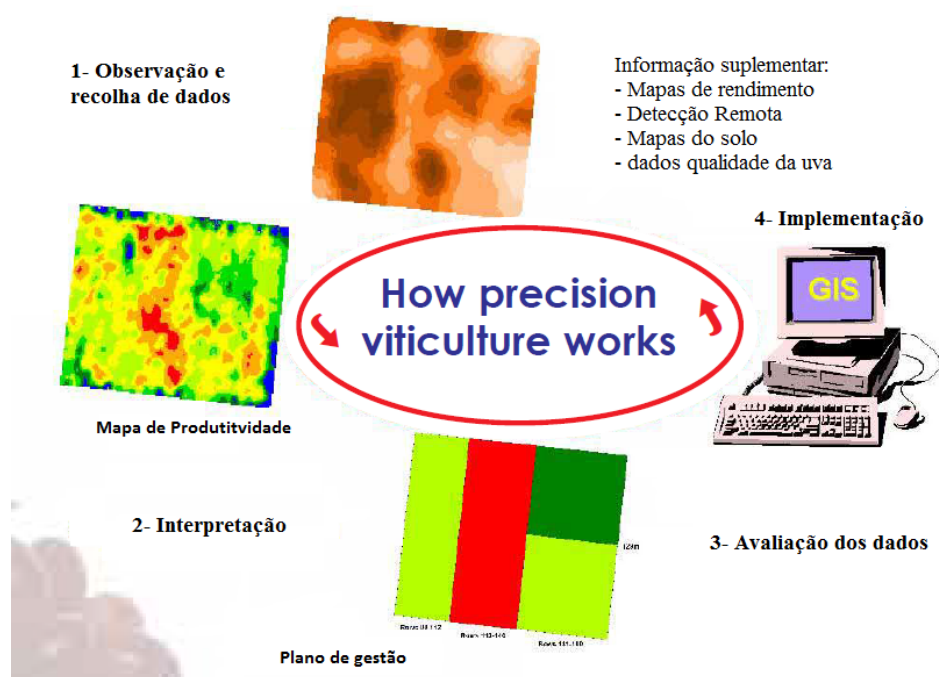 1- Observação e
recolha de dados
Informação suplementar:
- Mapas de rendimento
- Detecção Remota
- Mapas do solo
- dados qualidade da uva
4- Implementação
GIS
How precision
viticulture works
Mapa de Produtitvidade
2- Interpretação
3- Avaliação dos dados
Plano de gestão